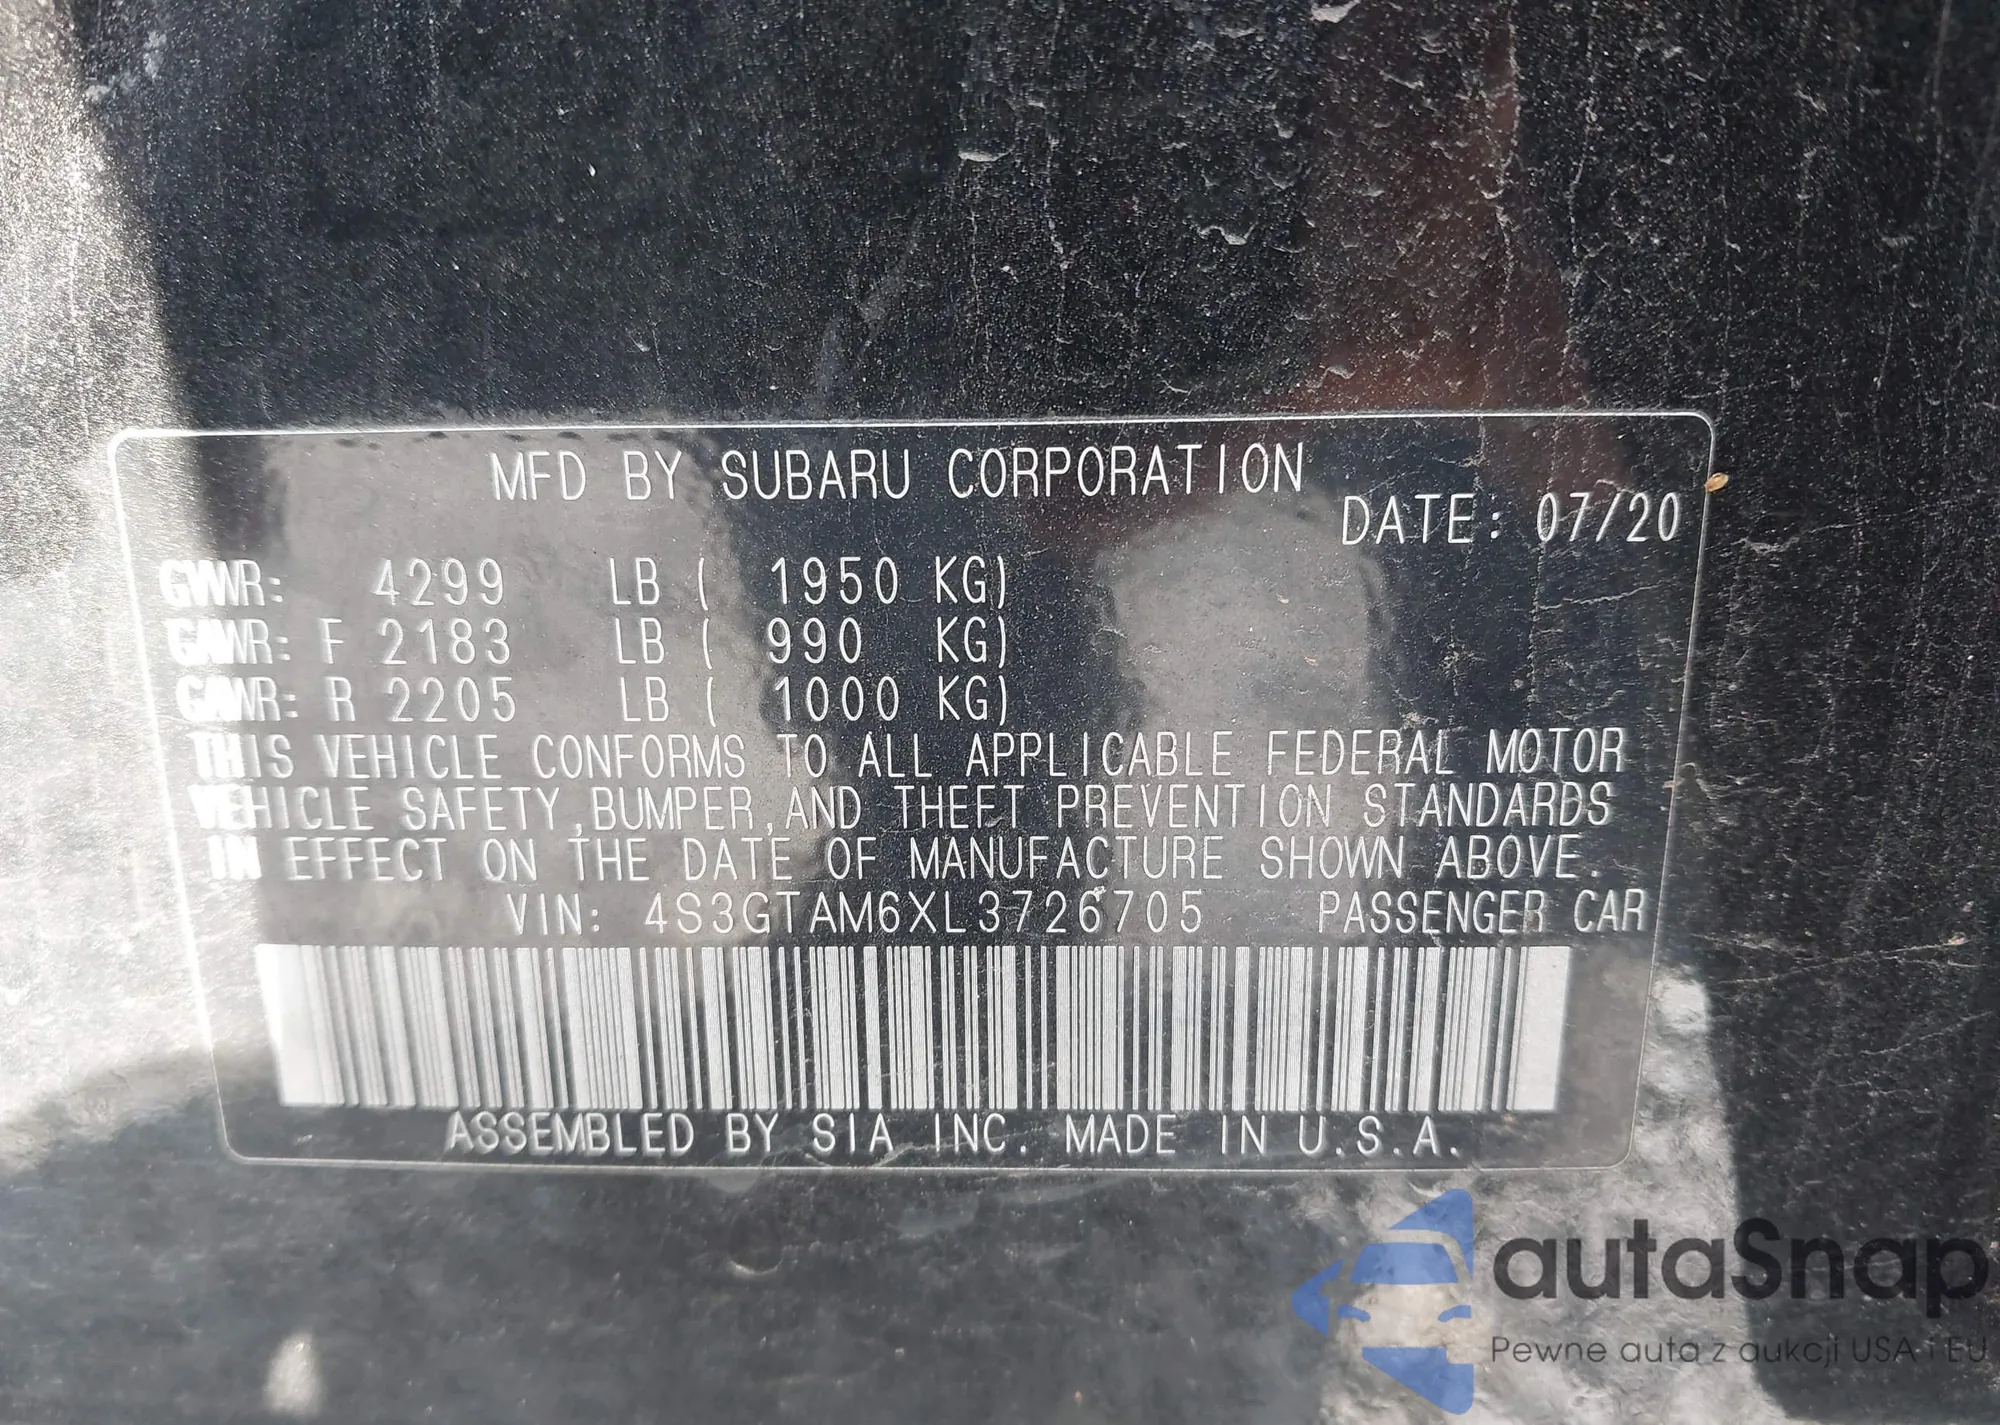 MFD BY SUBARU CORPORATION
DATE: 07/20
GVWR: 4299 LB ( 1950 KG)
GAWR: F 2183 LB ( 990 KG)
GAWR: R 2205 LB ( 1000 KG)
THIS VEHICLE CONFORMS TO ALL APPLICABLE FEDERAL MOTOR
VEHICLE SAFETY, BUMPER, AND THEFT PREVENTION STANDARDS
IN EFFECT ON THE DATE OF MANUFACTURE SHOWN ABOVE.
VIN: 4S3GTAM6XL3726705 PASSENGER CAR
ASSEMBLED BY SIA INC. MADE IN U.S.A.
autaSnap
Pewne auta z aukcji USA i EU